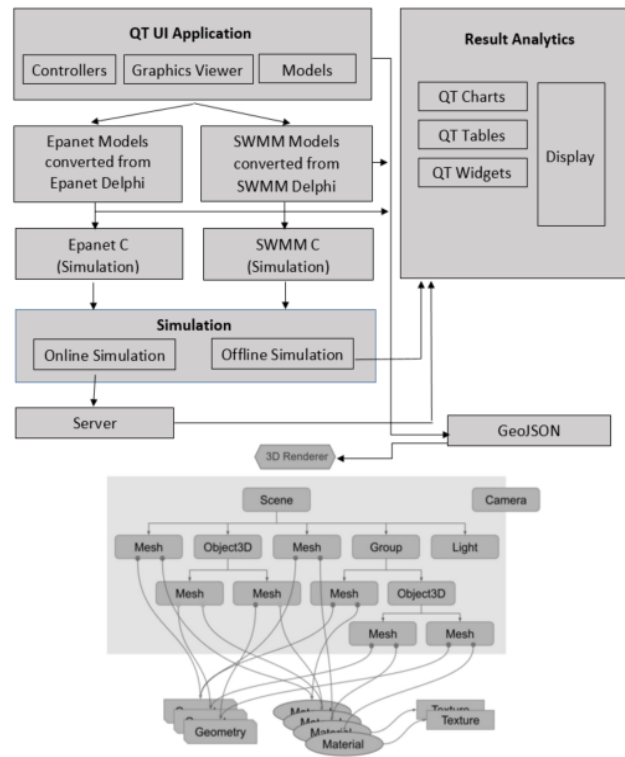 QT UI Application
Controllers
Graphics Viewer
Models
Result Analytics
QT Charts
QT Tables
QT Widgets
Display
Epanet Models
converted from
Epanet Delphi
SWMM Models
converted from
SWMM Delphi
Epanet C
(Simulation)
SWMM C
(Simulation)
Simulation
Online Simulation
Offline Simulation
Server
GeoJSON
3D Renderer
Scene
Camera
Mesh
Object3D
Mesh
Group
Light
Mesh
Mesh
Mesh
Object3D
Mesh
Mesh
Geometry
Material
Texture
Texture